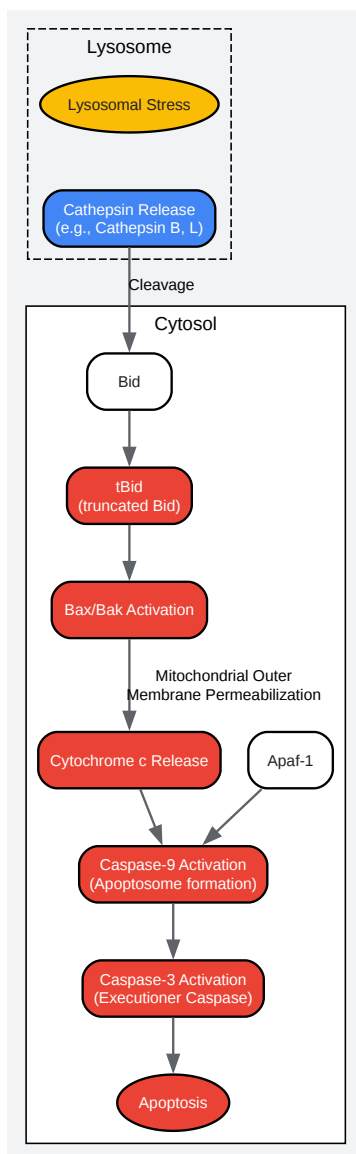 Lysosome
Lysosomal Stress
Cathepsin Release
(e.g., Cathepsin B, L)
Cleavage
Cytosol
Bid
tBid
(truncated Bid)
Bax/Bak Activation
Mitochondrial Outer
Membrane Permeabilization
Cytochrome c Release
Apaf-1
Caspase-9 Activation
(Apoptosome formation)
Caspase-3 Activation
(Executioner Caspase)
Apoptosis